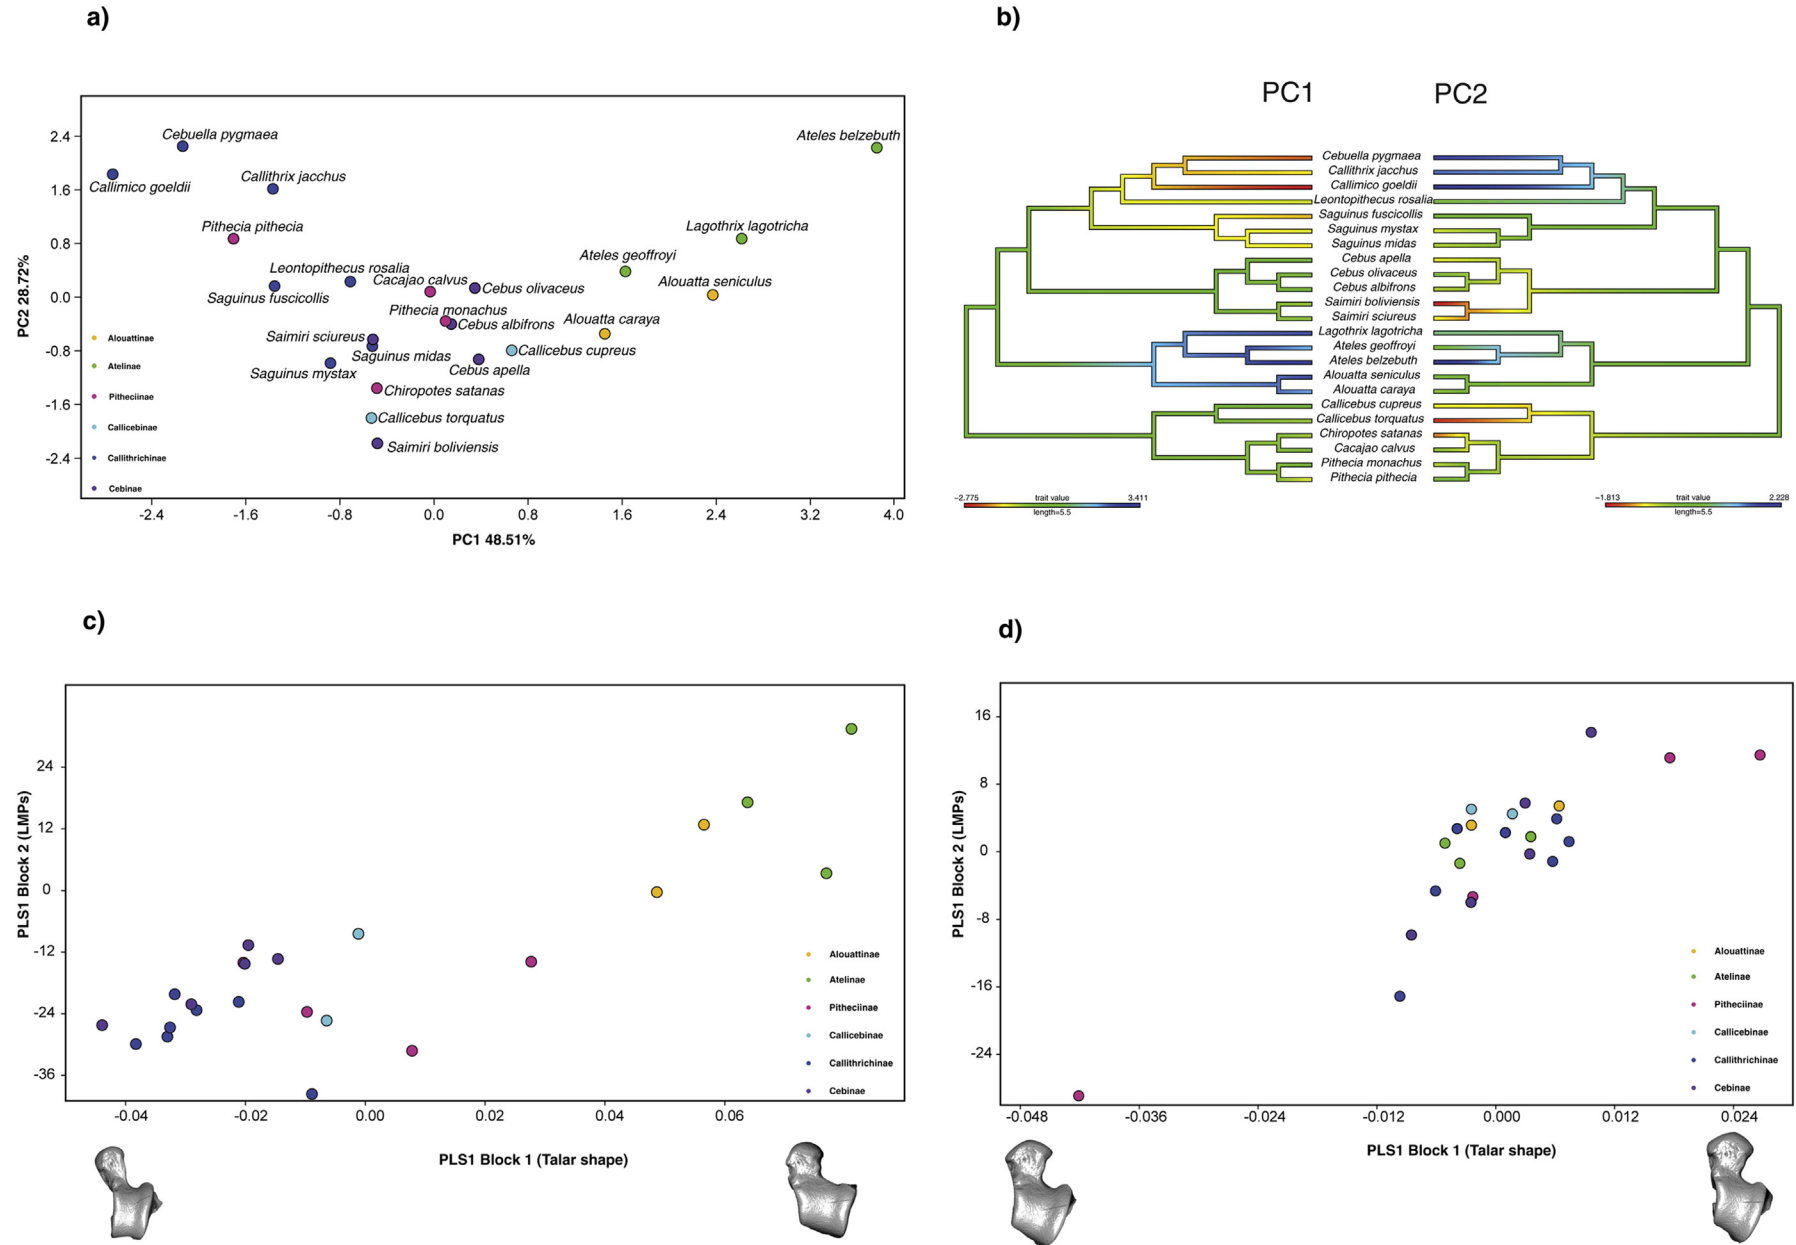 a)
Cebuella pygmaea
Ateles belzebuth
Callimico goeldii
Callithrix jacchus
Pithecia pithecia
Lagothrix lagotricha
Ateles geoffroyi
Leontopithecus rosalia
Cacajao calvus
Cebus olivaceus
Alouatta seniculus
Saguinus fuscicollis
Pithecia monachus
Cebus albifrons
Alouatta caraya
Saimiri sciureus
Saguinus midas
Callicebus cupreus
Saguinus mystax
Cebus apella
Chiropotes satanas
Callicebus torquatus
Saimiri boliviensis
Alouattinae
Atelinae
Pitheciinae
Callicebinae
Callithrichinae
Cebinae
2.4
1.6
0.8
0.0
-0.8
-1.6
-2.4
PC2 28.72%
-2.4 -1.6 -0.8 0.0 0.8 1.6 2.4 3.2 4.0
PC1 48.51%
b)
PC1 PC2
Cebuella pygmaea
Callithrix jacchus
Callimico goeldii
Leontopithecus rosalia
Saguinus fuscicollis
Saguinus mystax
Saguinus midas
Cebus apella
Cebus olivaceus
Cebus albifrons
Saimiri boliviensis
Saimiri sciureus
Lagothrix lagotricha
Ateles geoffroyi
Ateles belzebuth
Alouatta seniculus
Alouatta caraya
Callicebus cupreus
Callicebus torquatus
Chiropotes satanas
Cacajao calvus
Pithecia monachus
Pithecia pithecia
−2.775 trait value 3.411
length=5.5
−1.813 trait value 2.228
length=5.5
c)
24
12
0
-12
-24
-36
PLS1 Block 2 (LMPs)
Alouattinae
Atelinae
Pitheciinae
Callicebinae
Callithrichinae
Cebinae
-0.04 -0.02 0.00 0.02 0.04 0.06
PLS1 Block 1 (Talar shape)
d)
16
8
0
-8
-16
-24
PLS1 Block 2 (LMPs)
Alouattinae
Atelinae
Pitheciinae
Callicebinae
Callithrichinae
Cebinae
-0.048 -0.036 -0.024 -0.012 0.000 0.012 0.024
PLS1 Block 1 (Talar shape)